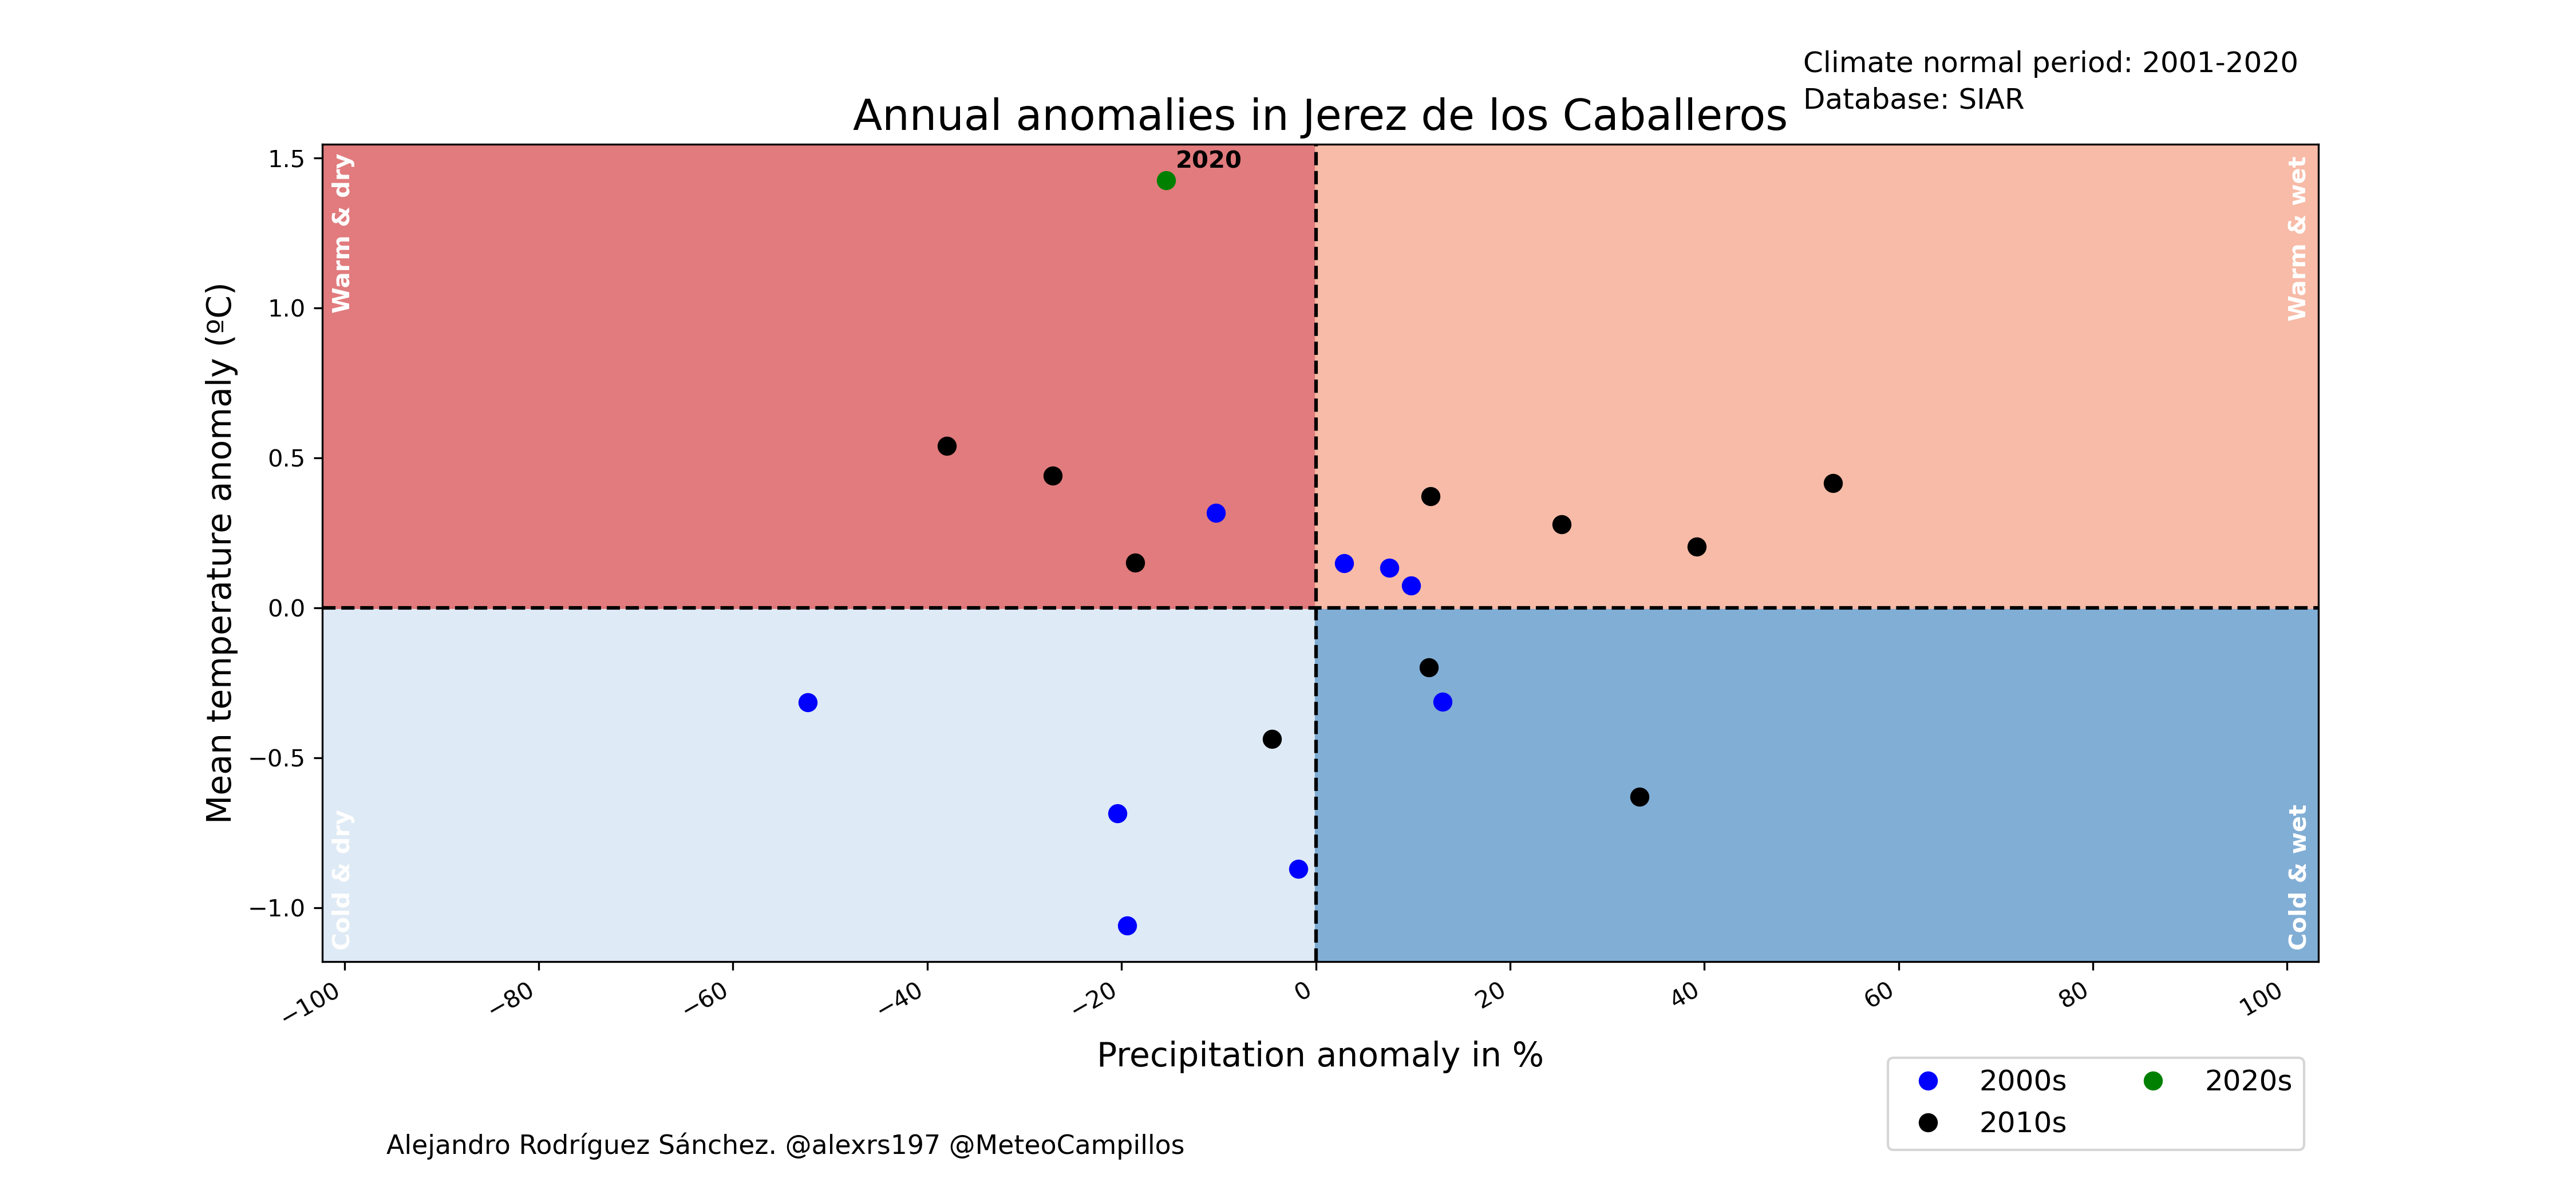 Climate normal period: 2001-2020
Database: SIAR
Annual anomalies in Jerez de los Caballeros
2020
Warm & dry
Warm & wet
Cold & dry
Cold & wet
Mean temperature anomaly (ºC)
1.5
1.0
0.5
0.0
−0.5
−1.0
−100 −80 −60 −40 −20 0 20 40 60 80 100
Precipitation anomaly in %
2000s
2010s
2020s
Alejandro Rodríguez Sánchez. @alexrs197 @MeteoCampillos